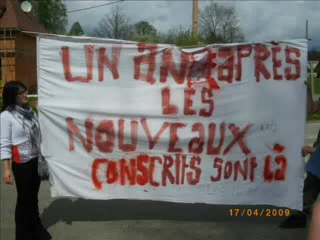 UN AN APRÈS
LES
NOUVEAUX
CONSCRITS SONT LÀ
17/04/2009